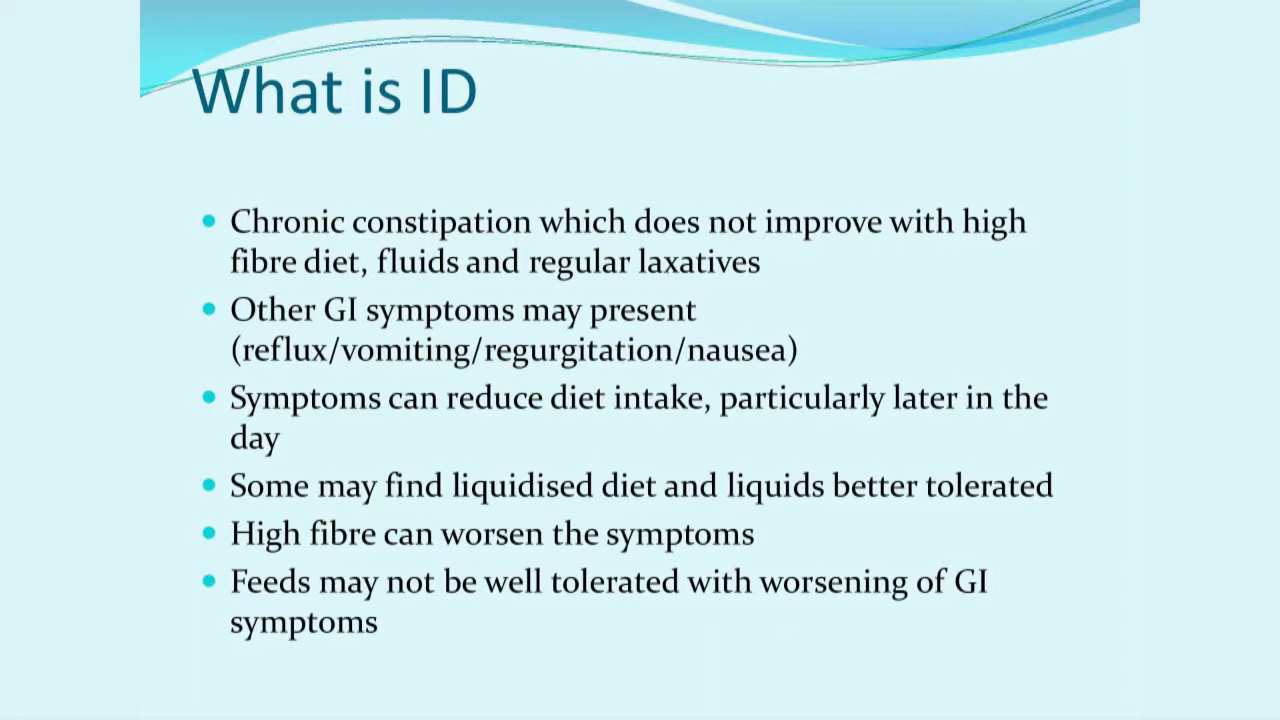 What is ID
Chronic constipation which does not improve with high
fibre diet, fluids and regular laxatives
Other GI symptoms may present
(reflux/vomiting/regurgitation/nausea)
Symptoms can reduce diet intake, particularly later in the
day
Some may find liquidised diet and liquids better tolerated
High fibre can worsen the symptoms
Feeds may not be well tolerated with worsening of GI
symptoms